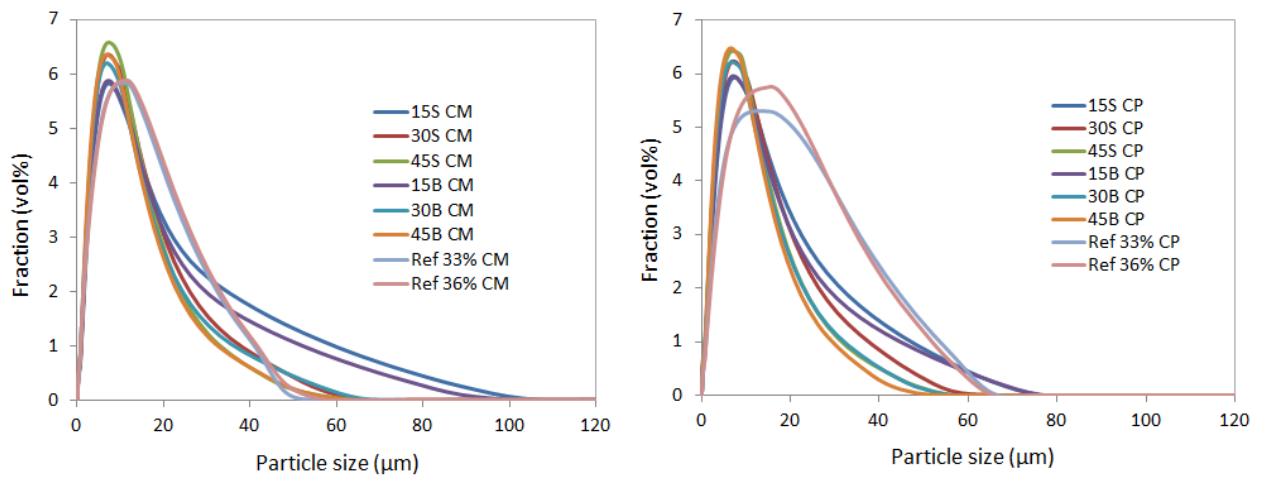 7
6
5
4
3
2
1
0
Fraction (vol%)
15S CM
30S CM
45S CM
15B CM
30B CM
45B CM
Ref 33% CM
Ref 36% CM
0 20 40 60 80 100 120
Particle size (µm)
7
6
5
4
3
2
1
0
Fraction (vol%)
15S CP
30S CP
45S CP
15B CP
30B CP
45B CP
Ref 33% CP
Ref 36% CP
0 20 40 60 80 100 120
Particle size (µm)